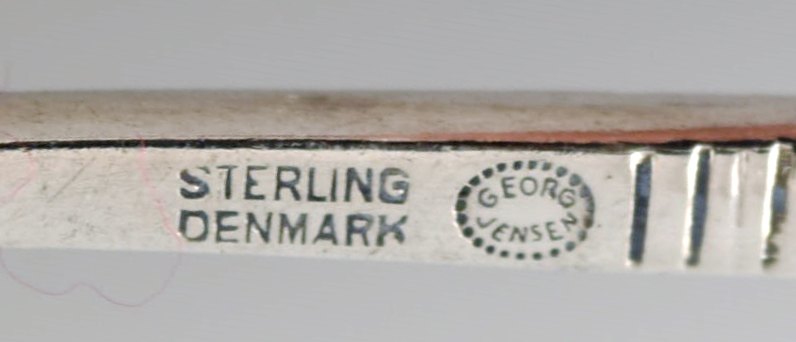 STERLING
DENMARK
GEORG
JENSEN